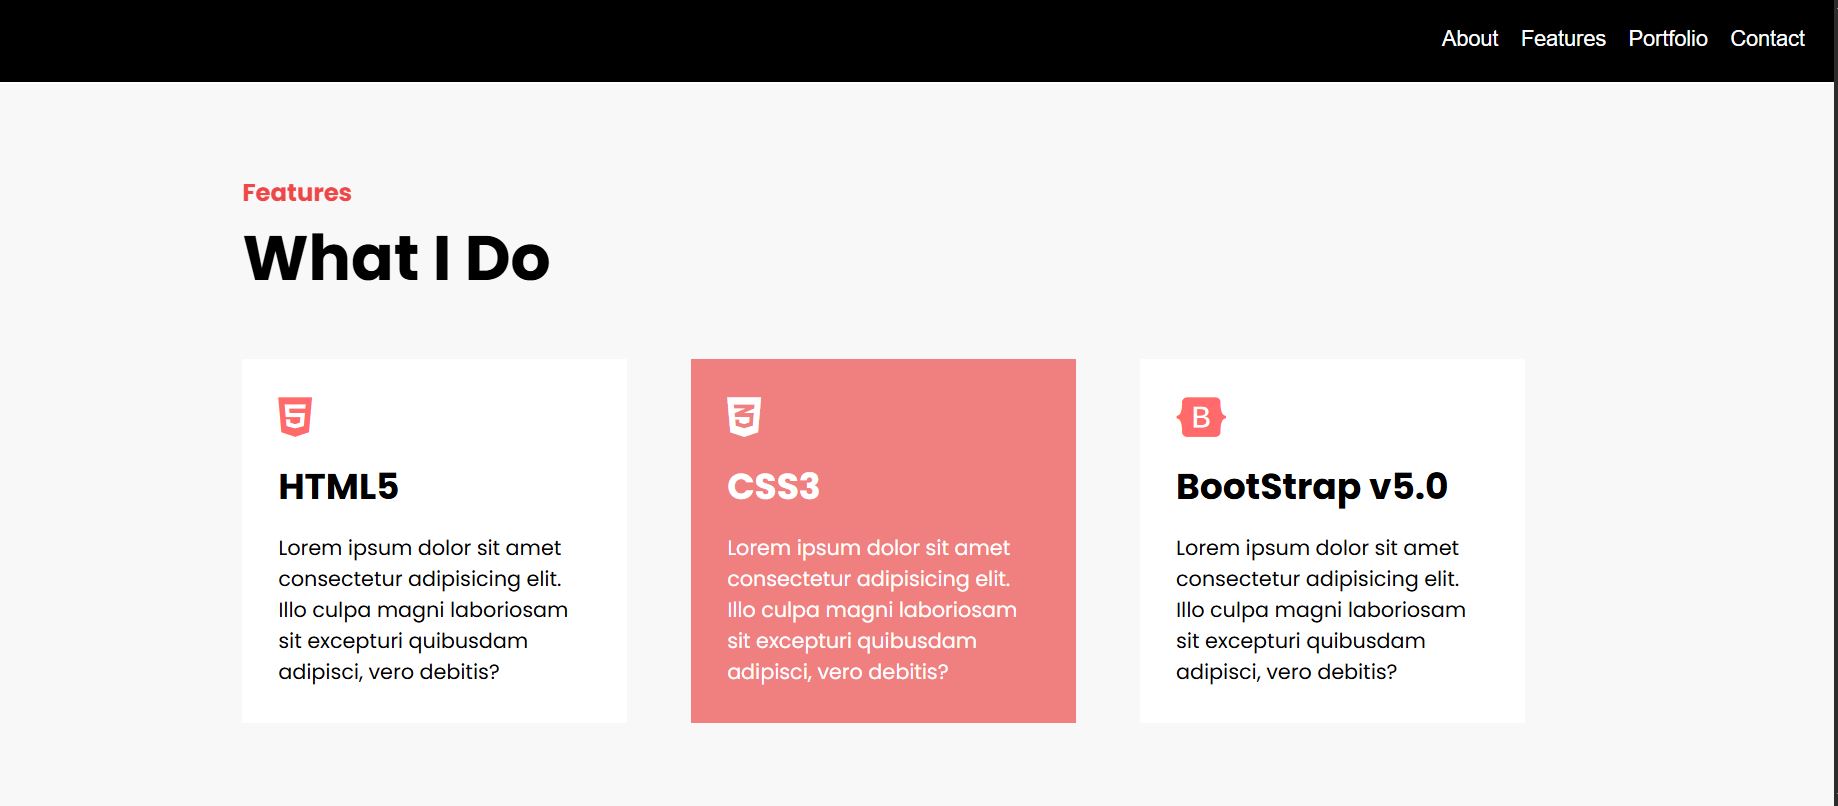 About Features Portfolio Contact
Features
What I Do
HTML5
Lorem ipsum dolor sit amet
consectetur adipisicing elit.
Illo culpa magni laboriosam
sit excepturi quibusdam
adipisci, vero debitis?
CSS3
Lorem ipsum dolor sit amet
consectetur adipisicing elit.
Illo culpa magni laboriosam
sit excepturi quibusdam
adipisci, vero debitis?
B
BootStrap v5.0
Lorem ipsum dolor sit amet
consectetur adipisicing elit.
Illo culpa magni laboriosam
sit excepturi quibusdam
adipisci, vero debitis?